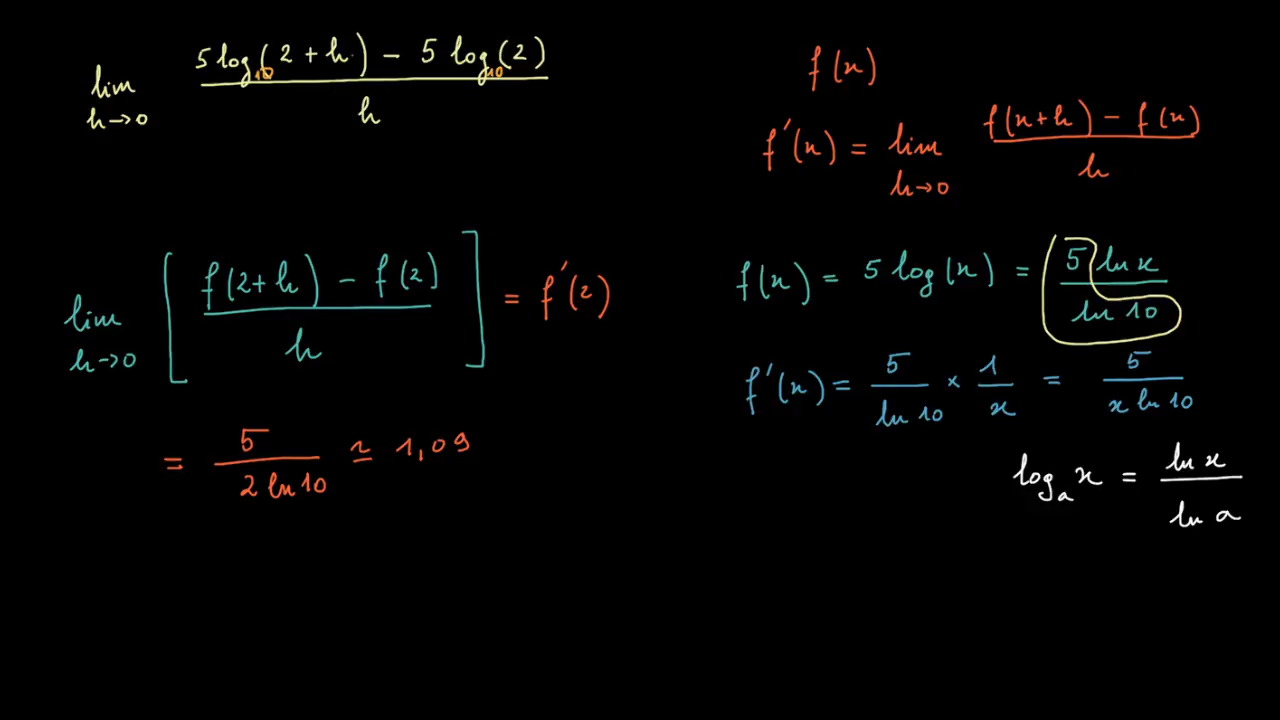 lim h→0 (5 log₁₀(2 + h) − 5 log₁₀(2)) / h
f(x)
f'(x) = lim h→0 (f(x+h) − f(x)) / h
lim h→0 [ (f(2+h) − f(2)) / h ] = f'(2)
= 5 / (2 ln 10) ≃ 1,09
f(x) = 5 log(x) = 5 ln x / ln 10
f'(x) = 5 / ln 10 × 1 / x = 5 / (x ln 10)
logₐ x = ln x / ln a